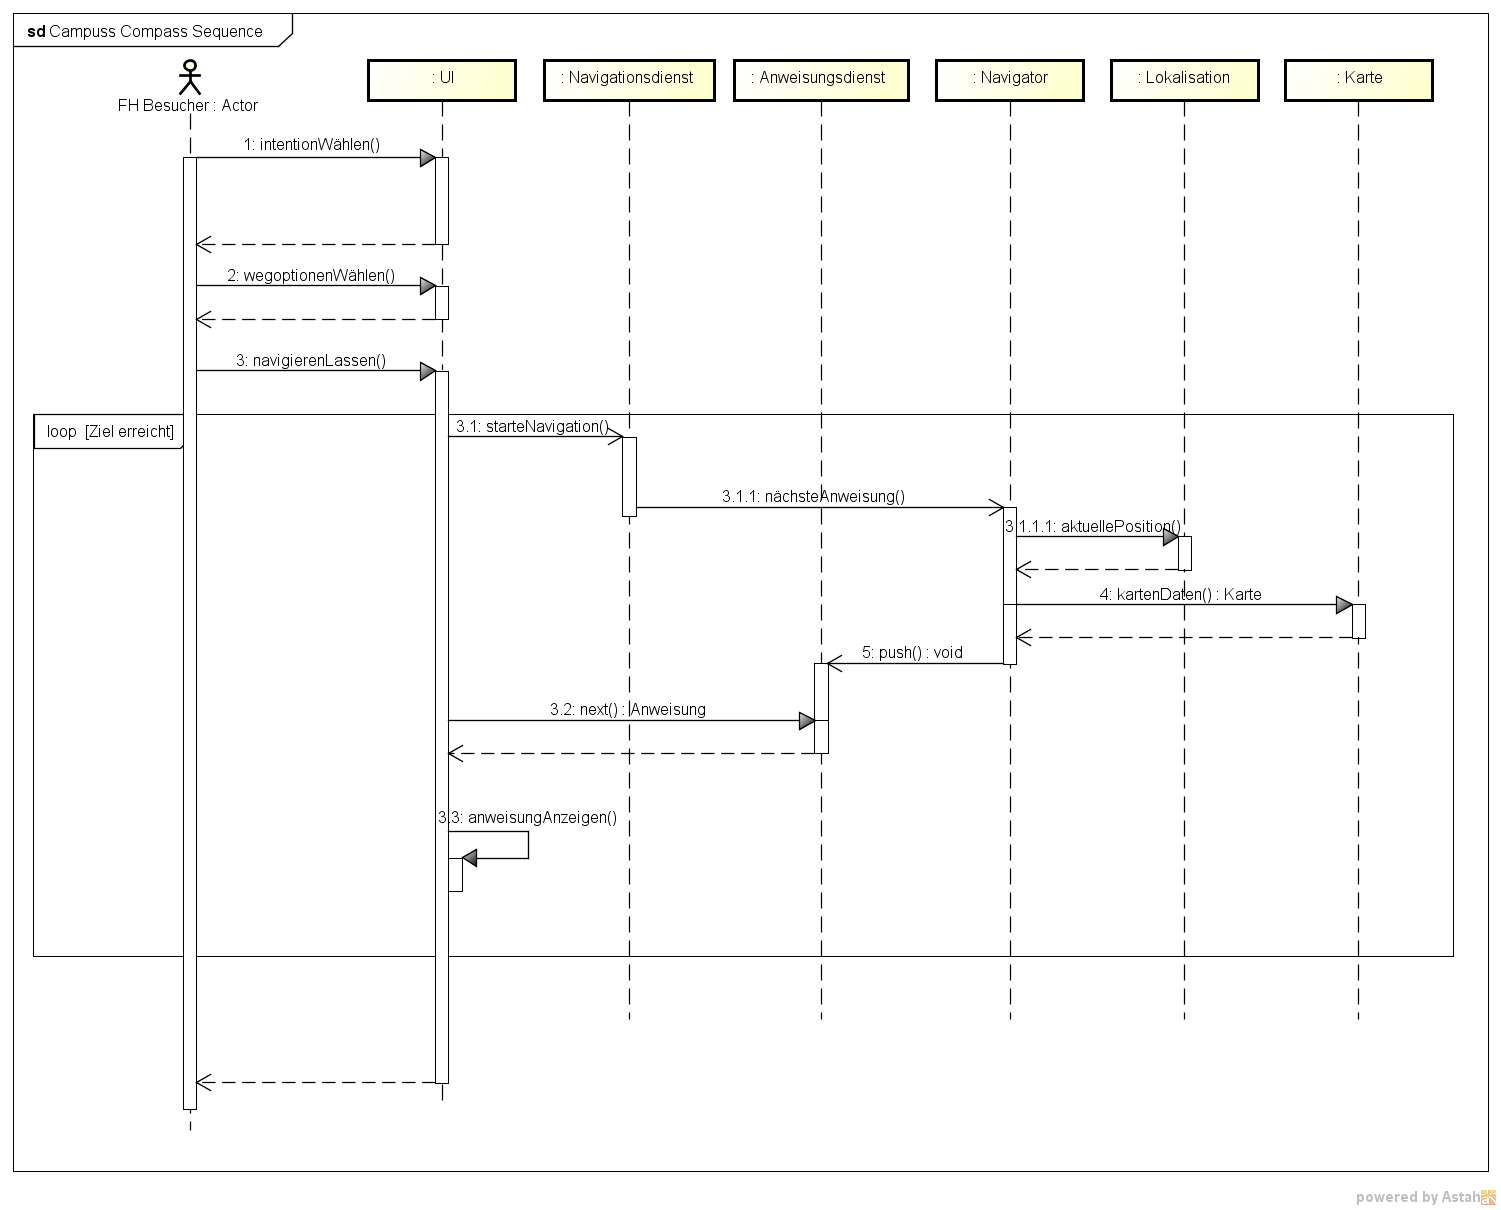 sd Campuss Compass Sequence
FH Besucher : Actor
: UI
: Navigationsdienst
: Anweisungsdienst
: Navigator
: Lokalisation
: Karte
1: intentionWählen()
2: wegoptionenWählen()
3: navigierenLassen()
loop [Ziel erreicht]
3.1: starteNavigation()
3.1.1: nächsteAnweisung()
3.1.1.1: aktuellePosition()
4: kartenDaten() : Karte
5: push() : void
3.2: next() : Anweisung
3.3: anweisungAnzeigen()
powered by Astah